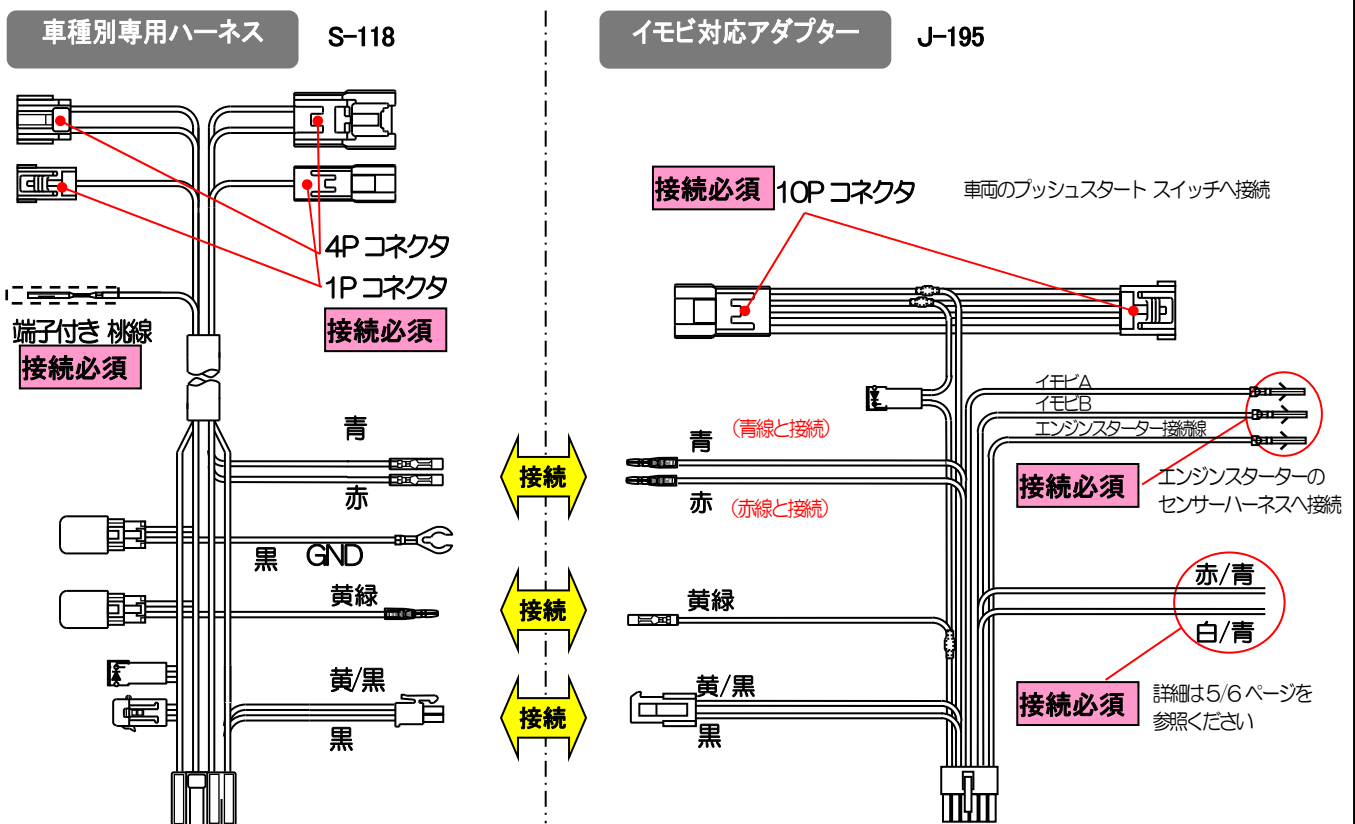 車種別専用ハーネス
S-118
4P コネクタ
1P コネクタ
接続必須
端子付き 桃線
接続必須
青
赤
黒 GND
黄緑
黄/黒
黒
接続
接続
接続
イモビ対応アダプター
J-195
接続必須
10P コネクタ
車両のプッシュスタート スイッチへ接続
イモビA
イモビB
エンジンスターター接続線
青
(青線と接続)
赤
(赤線と接続)
接続必須
エンジンスターターの
センサーハーネスへ接続
黄緑
赤/青
白/青
黄/黒
黒
接続必須
詳細は5/6 ページを
参照ください